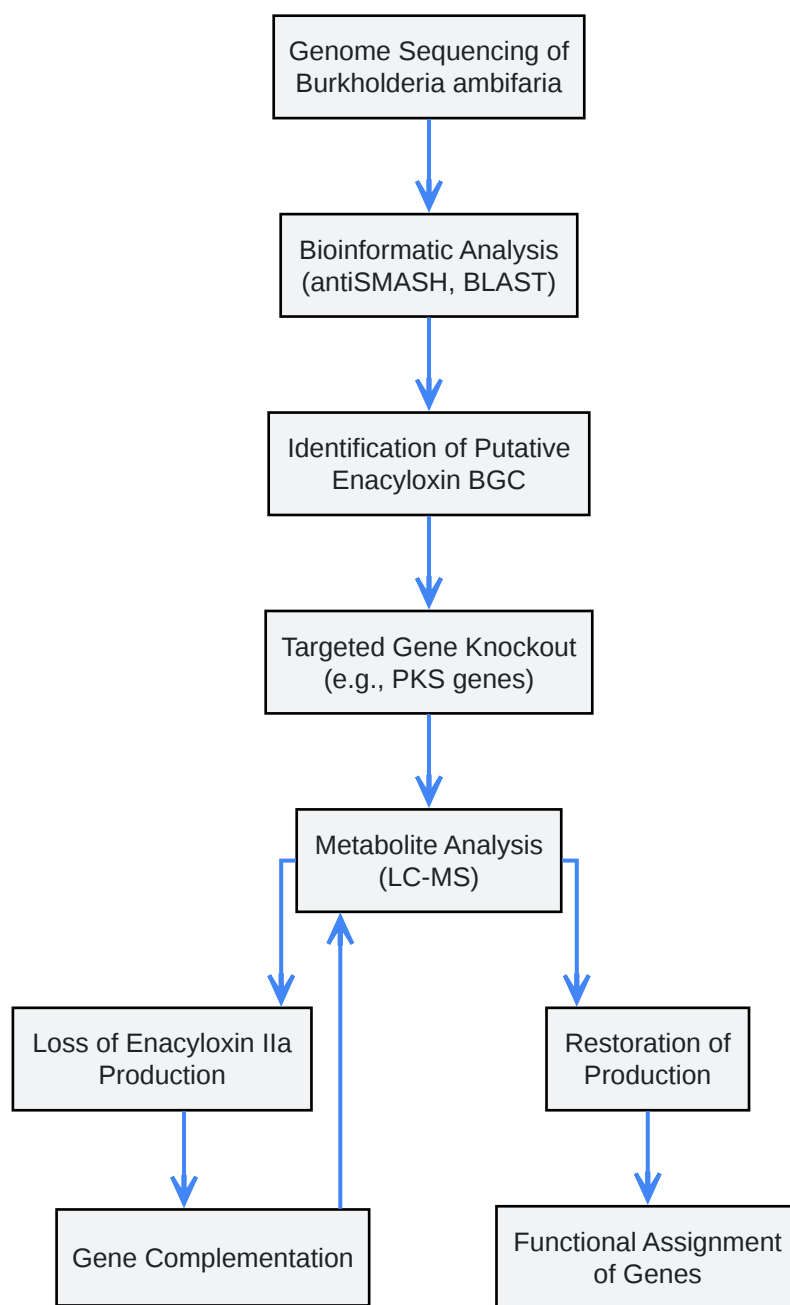 Genome Sequencing of
Burkholderia ambifaria
Bioinformatic Analysis
(antiSMASH, BLAST)
Identification of Putative
Enacyloxin BGC
Targeted Gene Knockout
(e.g., PKS genes)
Metabolite Analysis
(LC-MS)
Loss of Enacyloxin IIa
Production
Restoration of
Production
Gene Complementation
Functional Assignment
of Genes